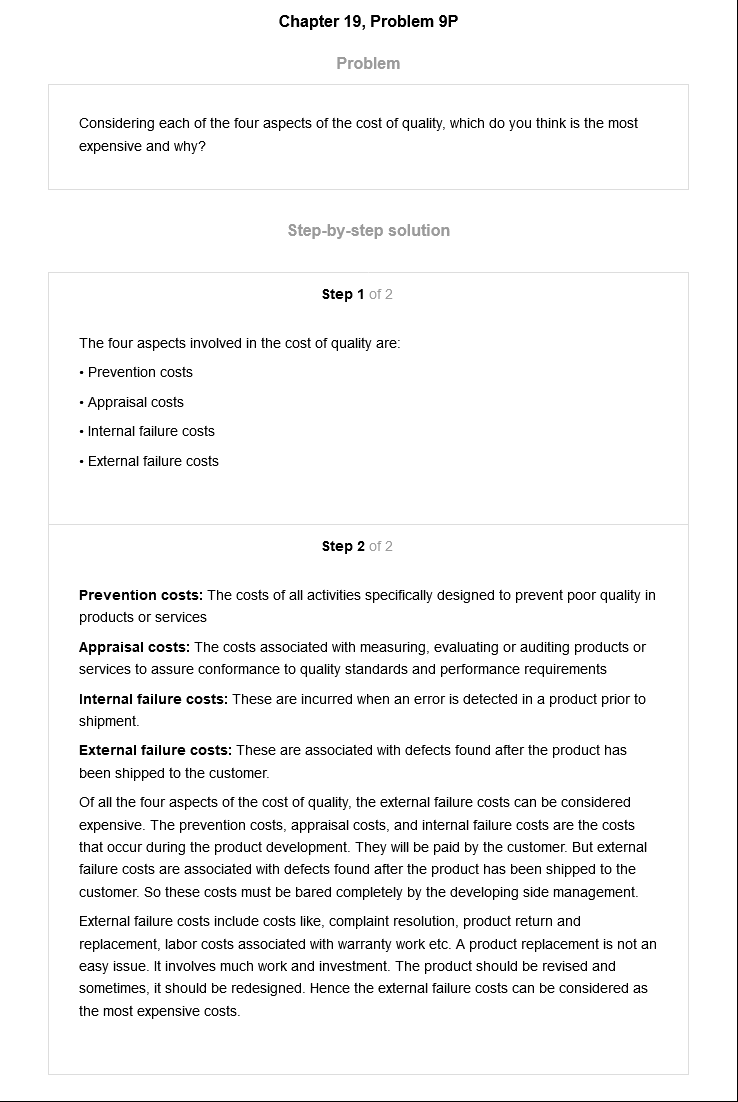 Chapter 19, Problem 9P
Problem
Considering each of the four aspects of the cost of quality, which do you think is the most
expensive and why?
Step-by-step solution
Step 1 of 2
The four aspects involved in the cost of quality are:
• Prevention costs
• Appraisal costs
• Internal failure costs
• External failure costs
Step 2 of 2
Prevention costs: The costs of all activities specifically designed to prevent poor quality in
products or services
Appraisal costs: The costs associated with measuring, evaluating or auditing products or
services to assure conformance to quality standards and performance requirements
Internal failure costs: These are incurred when an error is detected in a product prior to
shipment.
External failure costs: These are associated with defects found after the product has
been shipped to the customer.
Of all the four aspects of the cost of quality, the external failure costs can be considered
expensive. The prevention costs, appraisal costs, and internal failure costs are the costs
that occur during the product development. They will be paid by the customer. But external
failure costs are associated with defects found after the product has been shipped to the
customer. So these costs must be bared completely by the developing side management.
External failure costs include costs like, complaint resolution, product return and
replacement, labor costs associated with warranty work etc. A product replacement is not an
easy issue. It involves much work and investment. The product should be revised and
sometimes, it should be redesigned. Hence the external failure costs can be considered as
the most expensive costs.